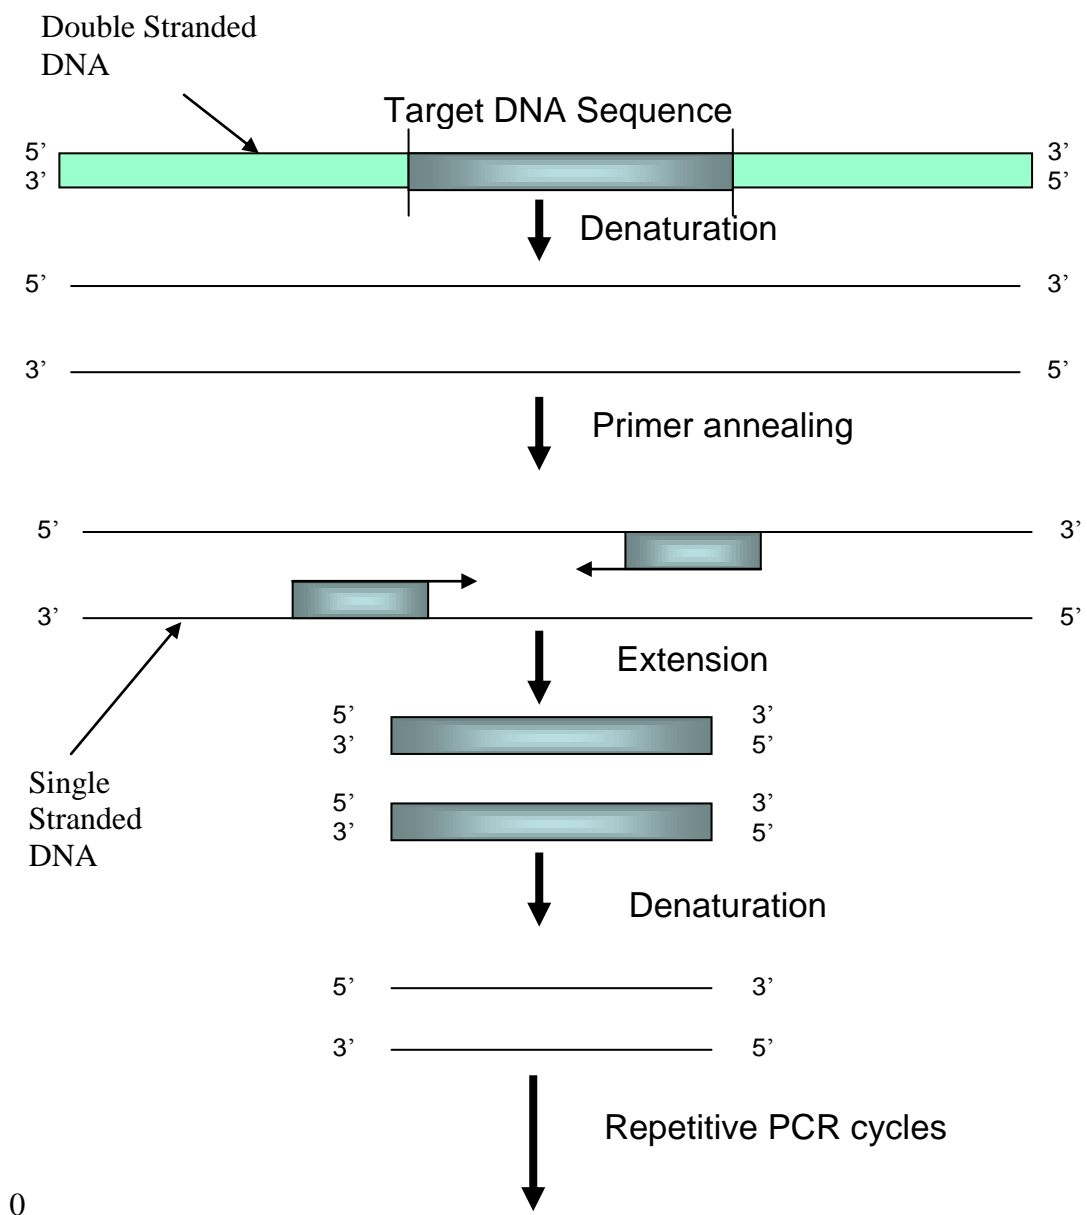 Double Stranded
DNA
Target DNA Sequence
5’ 3’
3’ 5’
Denaturation
5’ 3’
3’ 5’
Primer annealing
5’ 3’
3’ 5’
Extension
5’ 3’
3’ 5’
Single
Stranded
DNA
5’ 3’
3’ 5’
Denaturation
5’ 3’
3’ 5’
Repetitive PCR cycles
0